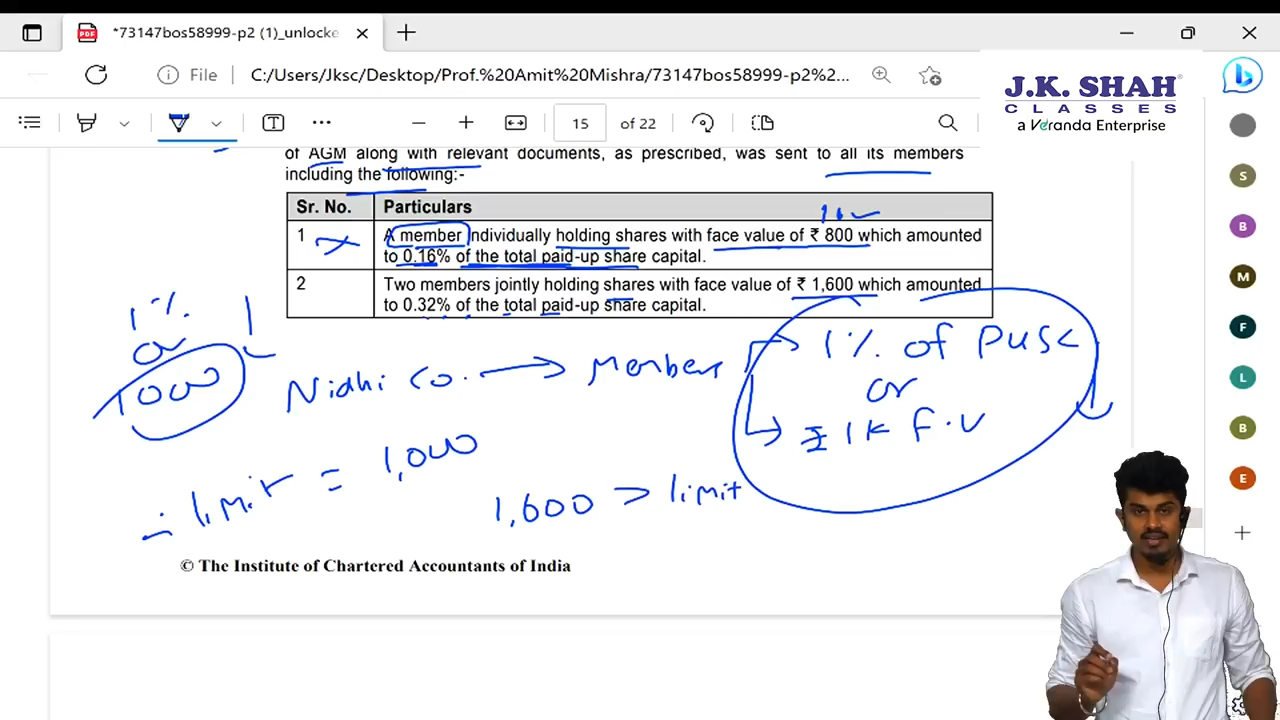 *73147bos58999-p2 (1)_unlocke
File
C:/Users/Jksc/Desktop/Prof.%20Amit%20Mishra/73147bos58999-p2%2...
J.K. SHAH
CLASSES
a Veranda Enterprise
15 of 22
of AGM along with relevant documents, as prescribed, was sent to all its members
including the following:-
Sr. No. Particulars
1 A member individually holding shares with face value of ₹ 800 which amounted
to 0.16% of the total paid-up share capital.
2 Two members jointly holding shares with face value of ₹ 1,600 which amounted
to 0.32% of the total paid-up share capital.
1%
or
1000
Nidhi Co. → Members
1% of PUSC
or
₹ 1K F.V
∴ limit = 1,000
1,600 > limit
© The Institute of Chartered Accountants of India
S
B
M
F
L
B
E